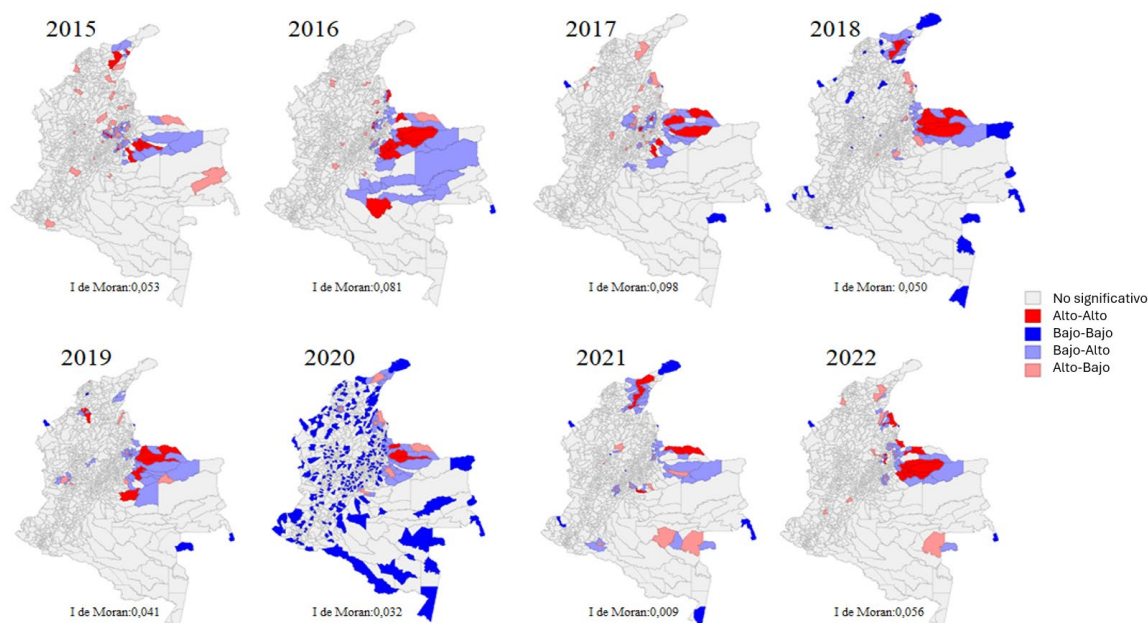 2015
2016
2017
2018
I de Moran:0,053
I de Moran:0,081
I de Moran:0,098
I de Moran: 0,050
No significativo
Alto-Alto
Bajo-Bajo
Bajo-Alto
Alto-Bajo
2019
2020
2021
2022
I de Moran:0,041
I de Moran:0,032
I de Moran:0,009
I de Moran:0,056